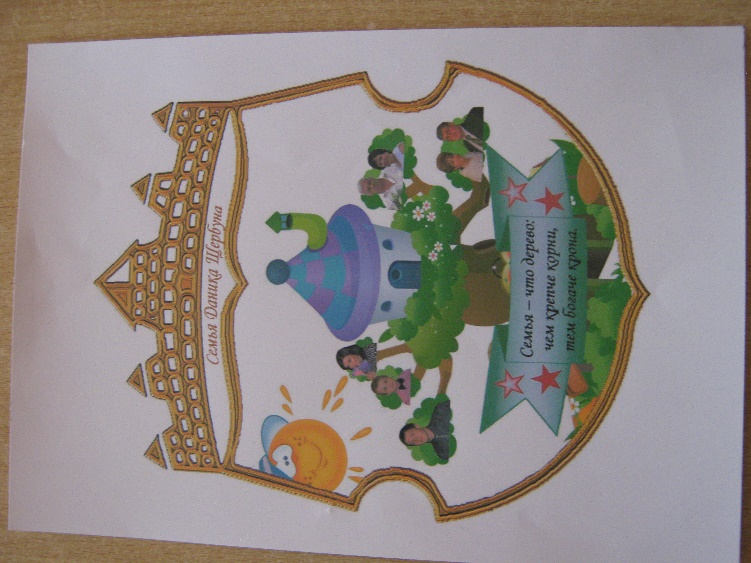 Семья Даника Щербуна
Семья – что дерево:
чем крепче корни,
тем богаче крона.